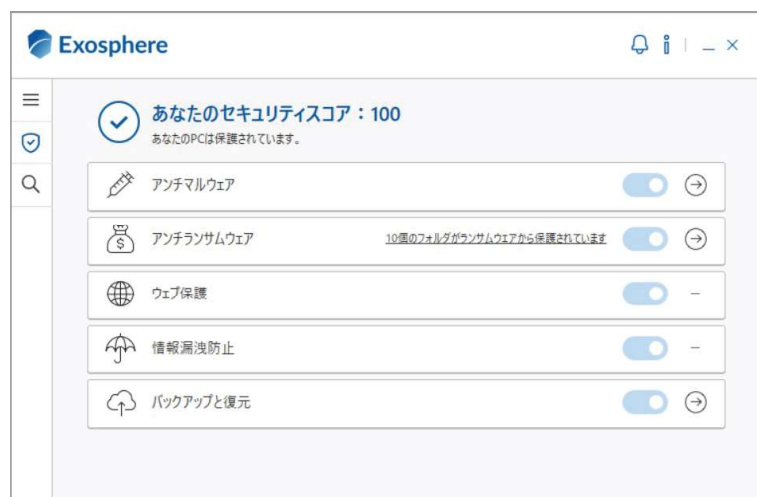 Exosphere
あなたのセキュリティスコア：100
あなたのPCは保護されています。
アンチマルウェア
アンチランサムウェア 10個のフォルダがランサムウエアから保護されています
ウェブ保護
情報漏洩防止
バックアップと復元